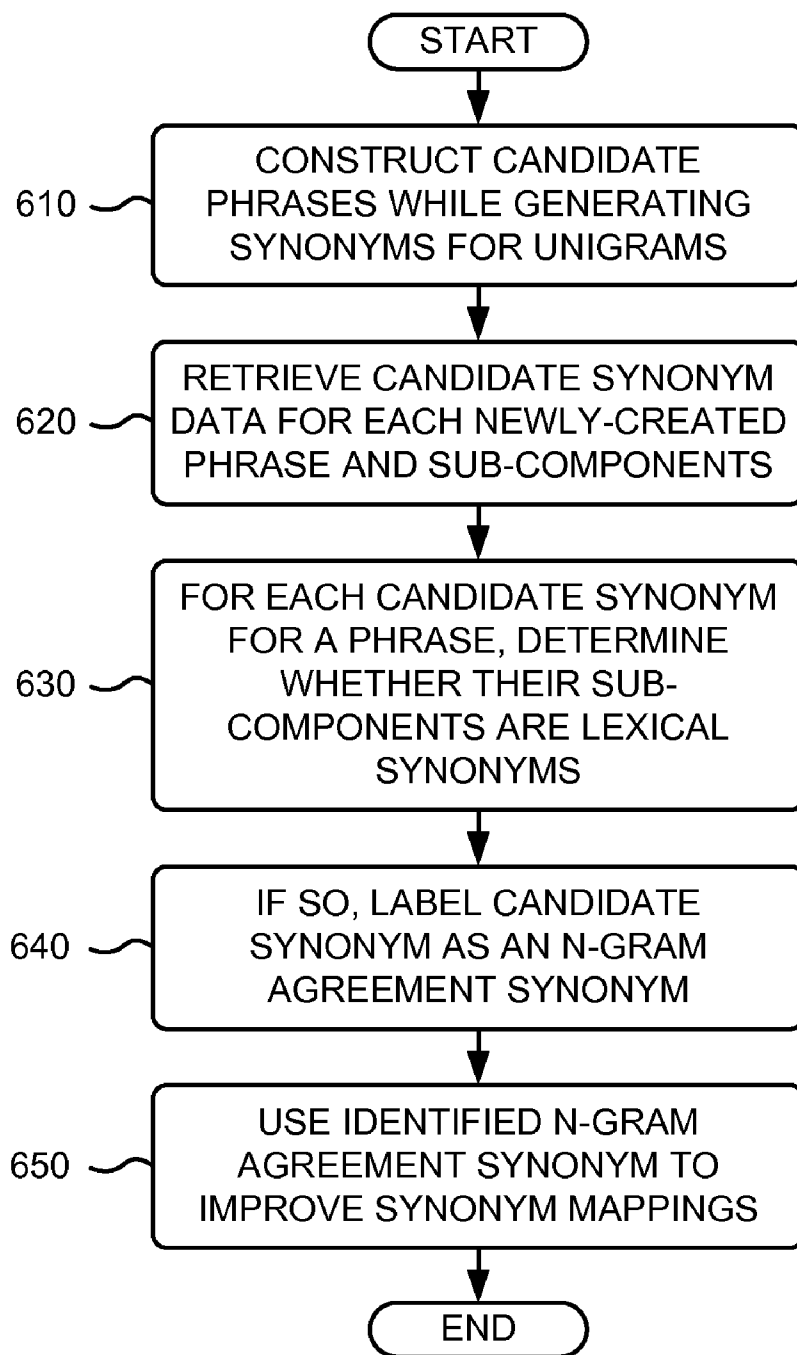 START
610
CONSTRUCT CANDIDATE
PHRASES WHILE GENERATING
SYNONYMS FOR UNIGRAMS
620
RETRIEVE CANDIDATE SYNONYM
DATA FOR EACH NEWLY-CREATED
PHRASE AND SUB-COMPONENTS
630
FOR EACH CANDIDATE SYNONYM
FOR A PHRASE, DETERMINE
WHETHER THEIR SUB-
COMPONENTS ARE LEXICAL
SYNONYMS
640
IF SO, LABEL CANDIDATE
SYNONYM AS AN N-GRAM
AGREEMENT SYNONYM
650
USE IDENTIFIED N-GRAM
AGREEMENT SYNONYM TO
IMPROVE SYNONYM MAPPINGS
END